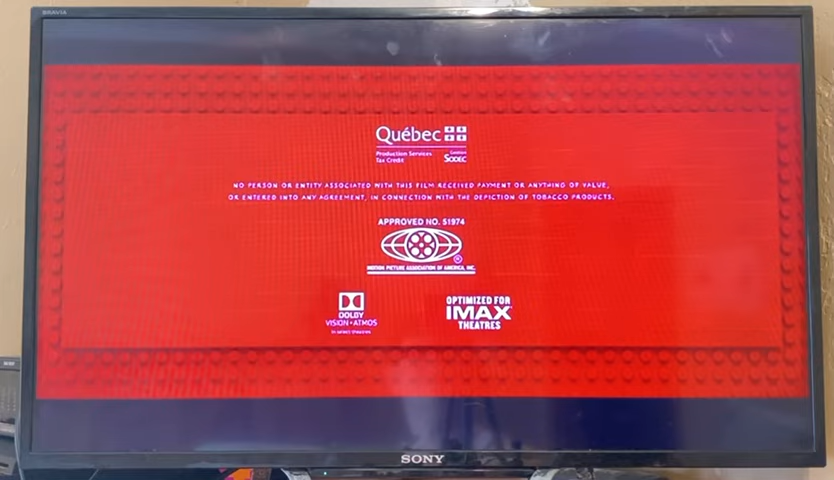 BRAVIA
Québec
Production Services
Tax Credit
SODEC
NO PERSON OR ENTITY ASSOCIATED WITH THIS FILM RECEIVED PAYMENT OR ANYTHING OF VALUE,
OR ENTERED INTO ANY AGREEMENT, IN CONNECTION WITH THE DEPICTION OF TOBACCO PRODUCTS.
APPROVED NO. 51974
MOTION PICTURE ASSOCIATION OF AMERICA, INC.
DOLBY
VISION·ATMOS
OPTIMIZED FOR
IMAX
THEATRES
SONY